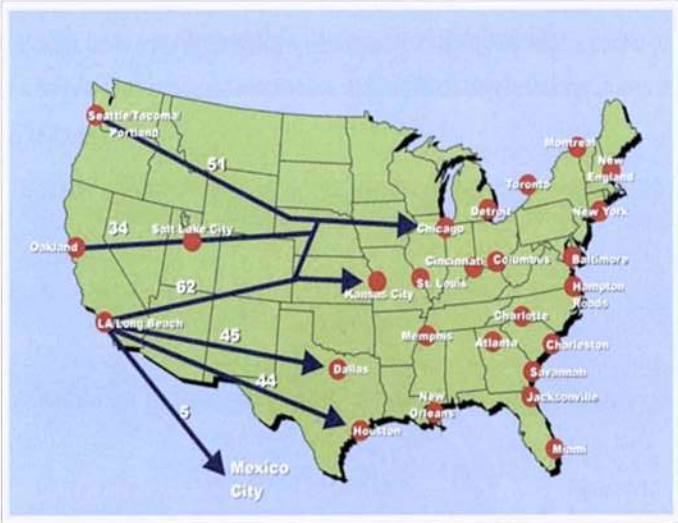 Seattle/Tacoma/
Portland
51
Montreal
New
England
Toronto
Detroit
New York
34
Salt Lake City
Oakland
Chicago
Cincinnati
Columbus
Baltimore
62
Kansas City
St. Louis
Hampton
Roads
LA/Long Beach
45
Memphis
Charlotte
Atlanta
Charleston
Dallas
Savannah
44
New
Orleans
Jacksonville
5
Houston
Miami
Mexico
City